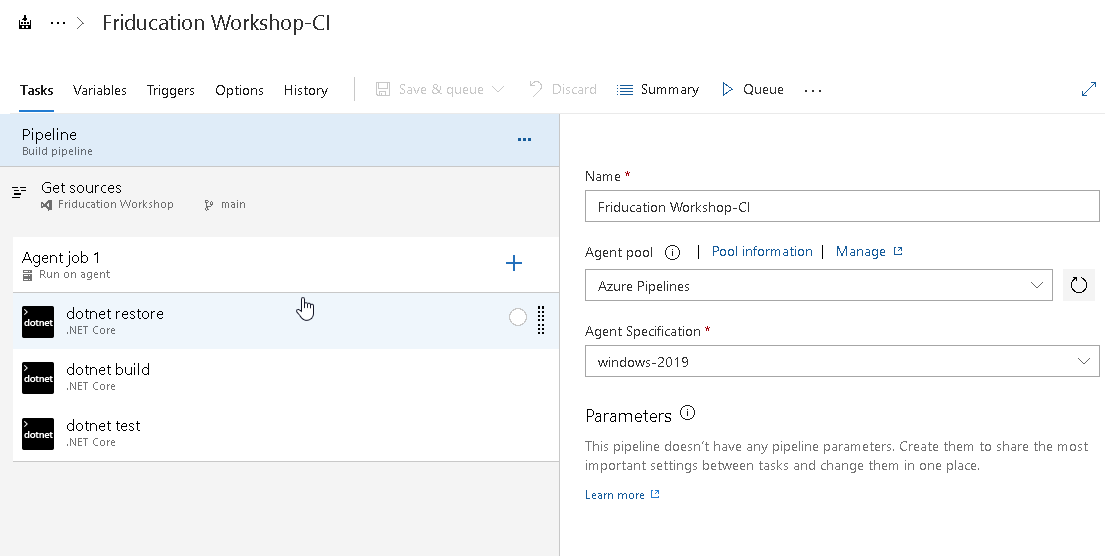 ··· > Friducation Workshop-CI
Tasks Variables Triggers Options History Save & queue Discard Summary Queue ···
Pipeline
Build pipeline
···
Get sources
Friducation Workshop main
Agent job 1
Run on agent
+
>_
dotnet
dotnet restore
.NET Core
>_
dotnet
dotnet build
.NET Core
>_
dotnet
dotnet test
.NET Core
Name *
Friducation Workshop-CI
Agent pool | Pool information | Manage
Azure Pipelines
Agent Specification *
windows-2019
Parameters
This pipeline doesn't have any pipeline parameters. Create them to share the most
important settings between tasks and change them in one place.
Learn more